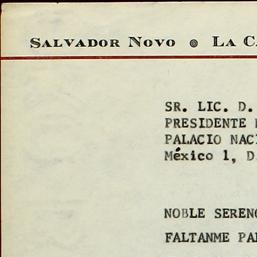 SALVADOR NOVO ● LA C
SR. LIC. D.
PRESIDENTE
PALACIO NAC
México 1, D
NOBLE SEREN
FALTANME PA